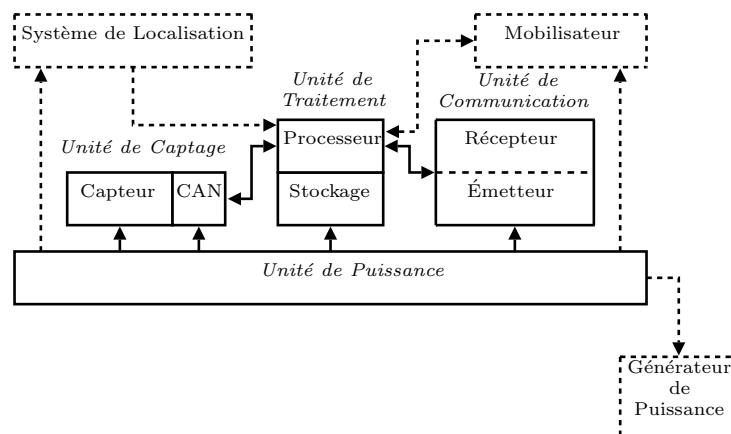 Système de Localisation
Mobilisateur
Unité de
Traitement
Unité de
Communication
Unité de Captage
Processeur
Récepteur
Capteur
CAN
Stockage
Émetteur
Unité de Puissance
Générateur
de
Puissance